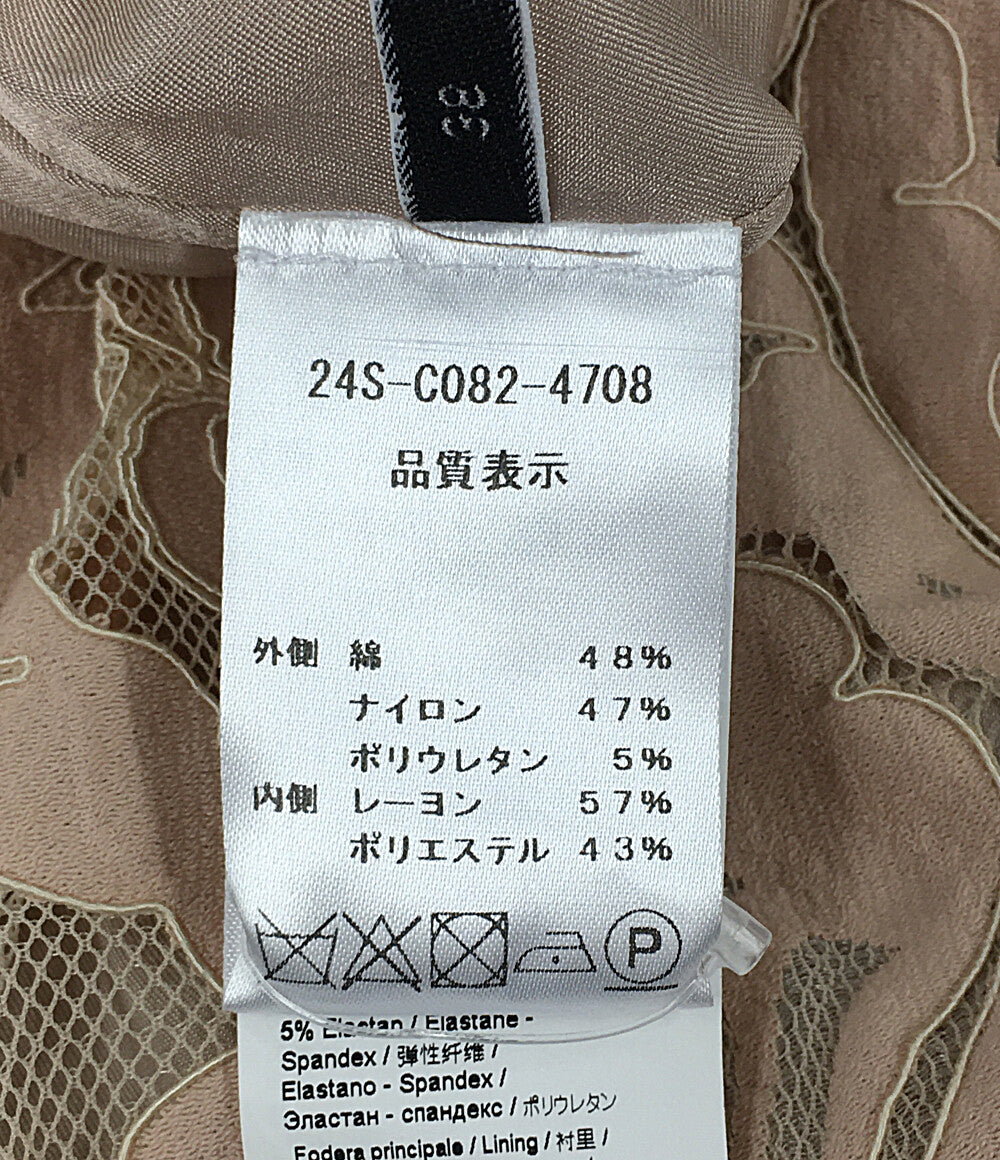 38
24S-C082-4708
品質表示
外側 綿 48%
ナイロン 47%
ポリウレタン 5%
内側 レーヨン 57%
ポリエステル 43%
P
5% Elastan / Elastane -
Spandex / 弹性纤维 /
Elastano - Spandex /
Эластан - спандекс / ポリウレタン
Fodera principale / Lining / 衬里 /